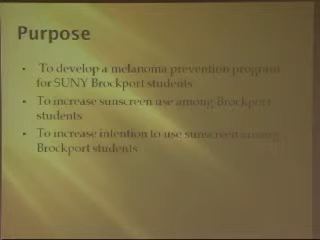 Purpose
• To develop a melanoma prevention program
for SUNY Brockport students
• To increase sunscreen use among Brockport
students
• To increase intention to use sunscreen among
Brockport students